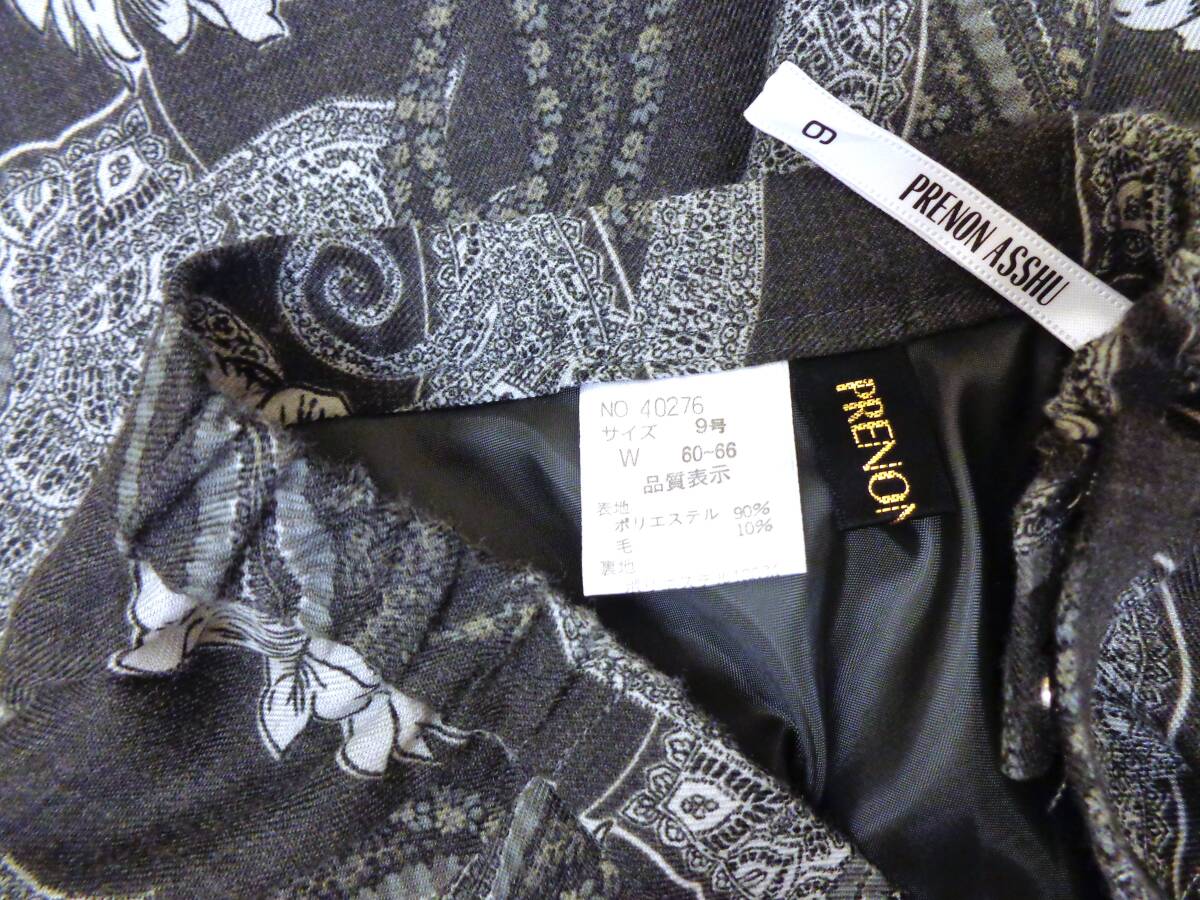 9
PRENON ASSHU
NO 40276
サイズ 9号
W 60~66
品質表示
表地
ポリエステル 90%
毛 10%
裏地
PRENON